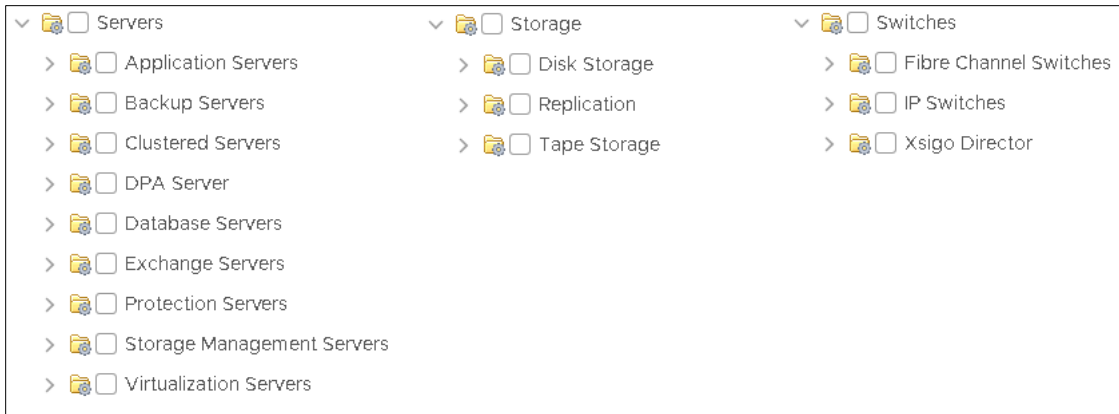 Servers
Application Servers
Backup Servers
Clustered Servers
DPA Server
Database Servers
Exchange Servers
Protection Servers
Storage Management Servers
Virtualization Servers
Storage
Disk Storage
Replication
Tape Storage
Switches
Fibre Channel Switches
IP Switches
Xsigo Director